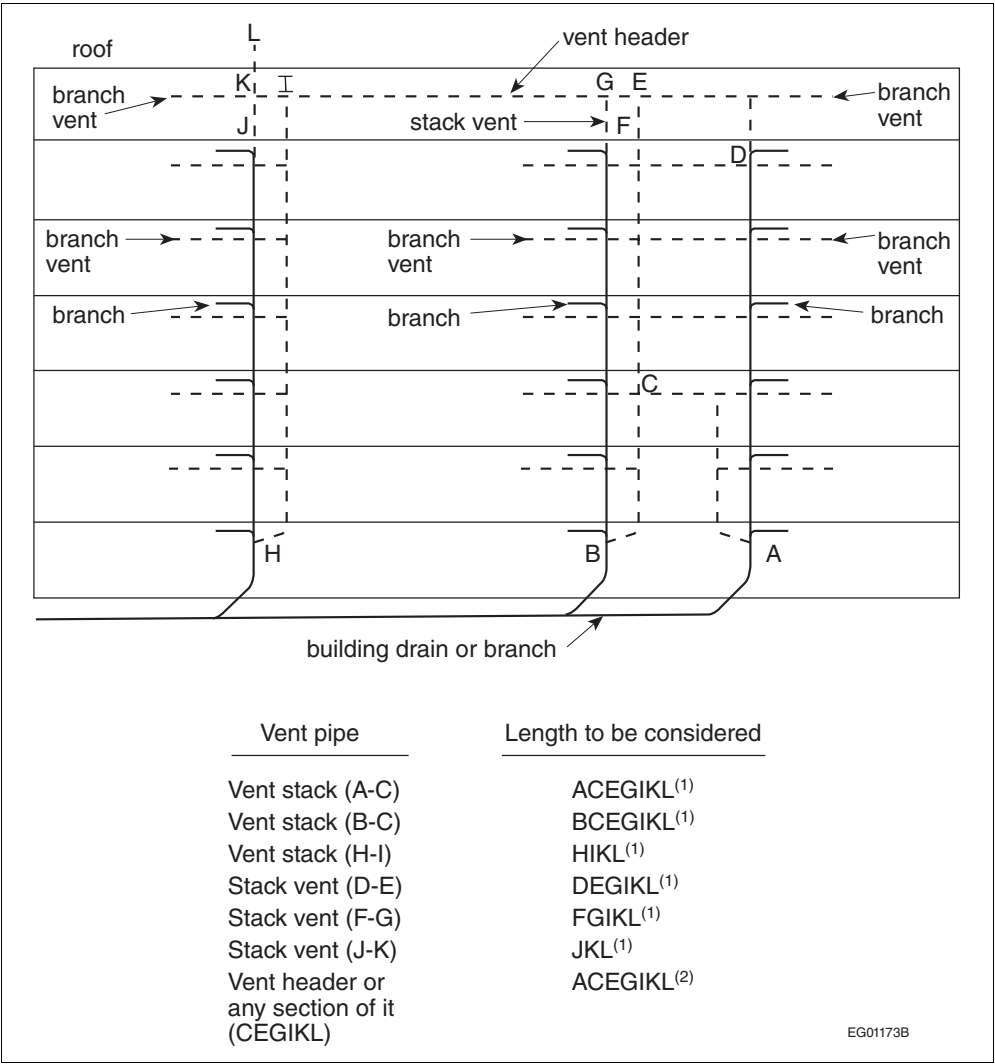 L
roof
vent header
K I G E
branch
vent
branch
vent
J
stack vent
F
D
branch
vent
branch
vent
branch
vent
branch
branch
branch
C
H
B
A
building drain or branch
Vent pipe Length to be considered
Vent stack (A-C) ACEGIKL(1)
Vent stack (B-C) BCEGIKL(1)
Vent stack (H-I) HIKL(1)
Stack vent (D-E) DEGIKL(1)
Stack vent (F-G) FGIKL(1)
Stack vent (J-K) JKL(1)
Vent header or ACEGIKL(2)
any section of it
(CEGIKL)
EG01173B